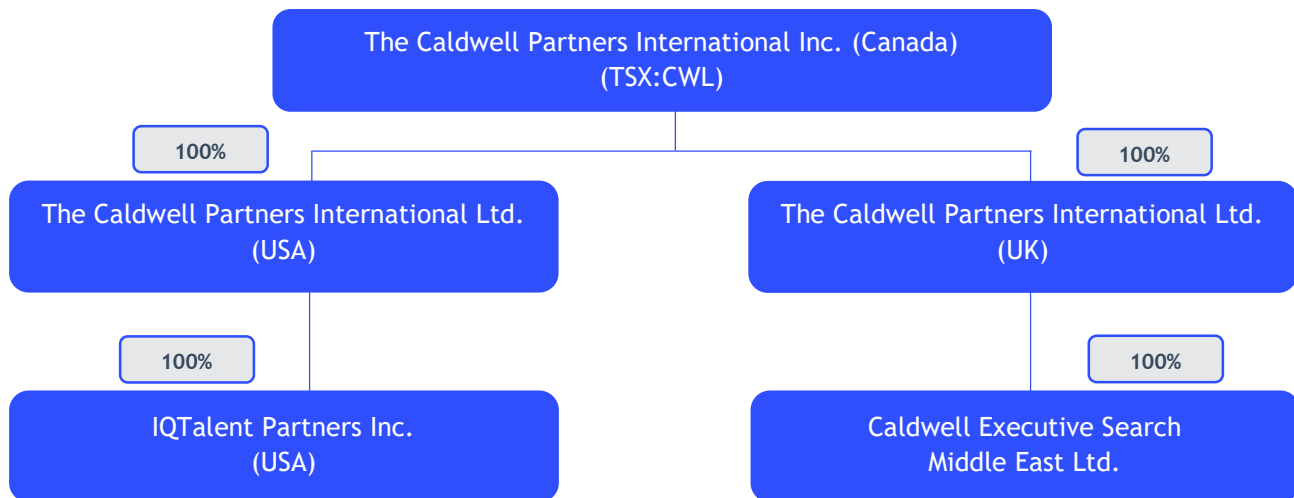 The Caldwell Partners International Inc. (Canada)
(TSX:CWL)
100%
100%
The Caldwell Partners International Ltd.
(USA)
The Caldwell Partners International Ltd.
(UK)
100%
100%
IQTalent Partners Inc.
(USA)
Caldwell Executive Search
Middle East Ltd.